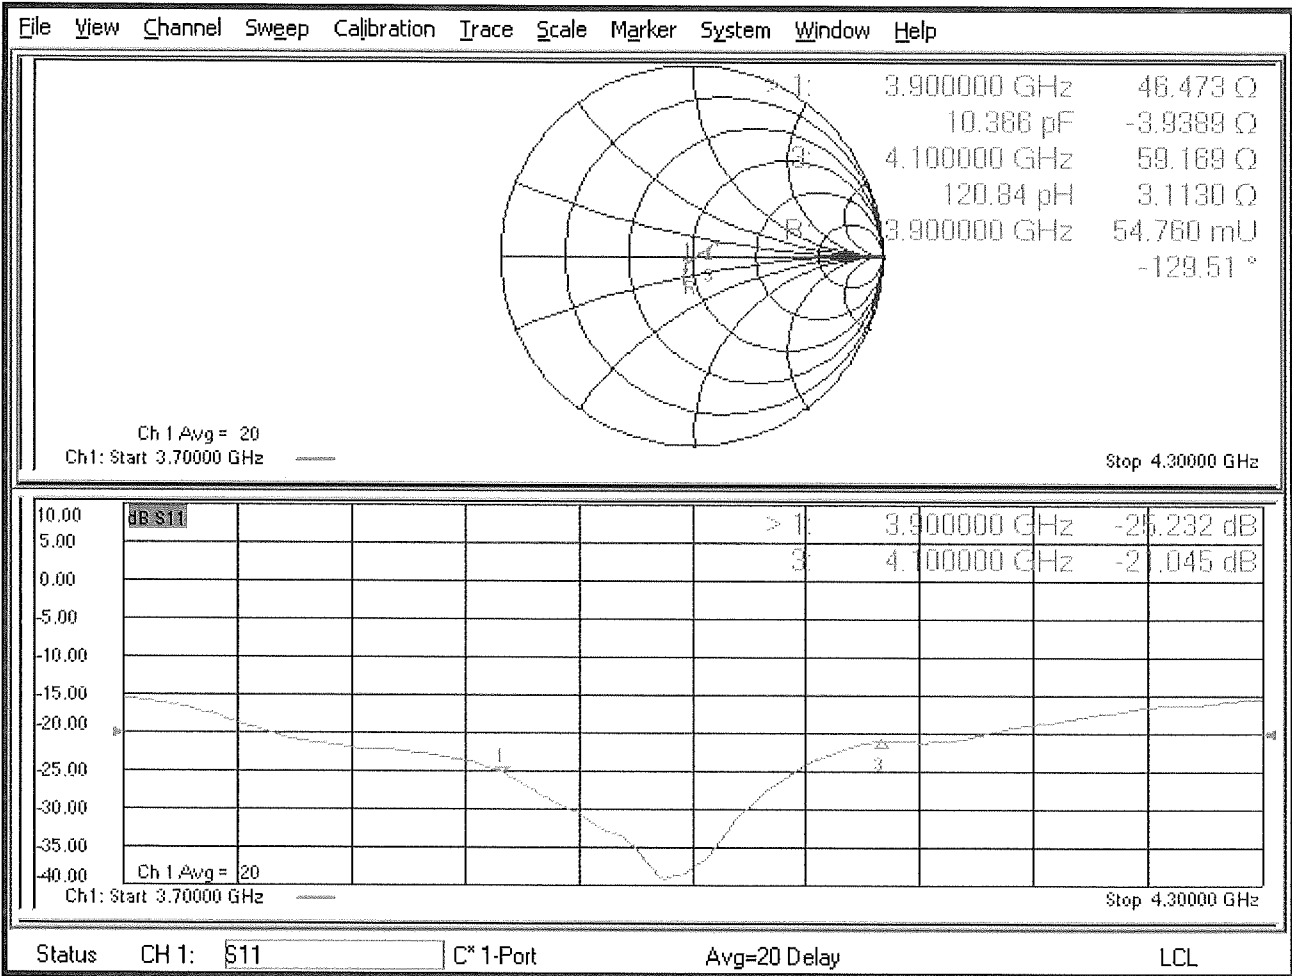 File View Channel Sweep Calibration Trace Scale Marker System Window Help
> 1: 3.900000 GHz 46.473 Ω
10.366 pF -3.9389 Ω
3: 4.100000 GHz 59.169 Ω
120.84 pH 3.1130 Ω
R 3.900000 GHz 54.760 mU
-129.51 °
1
3
R
Ch 1 Avg = 20
Ch1: Start 3.70000 GHz
Stop 4.30000 GHz
dB S11
> 1: 3.900000 GHz -25.232 dB
3: 4.100000 GHz -21.045 dB
10.00
5.00
0.00
-5.00
-10.00
-15.00
-20.00
-25.00
-30.00
-35.00
-40.00
1
3
Ch 1 Avg = 20
Ch1: Start 3.70000 GHz
Stop 4.30000 GHz
Status CH 1: S11 C* 1-Port Avg=20 Delay LCL